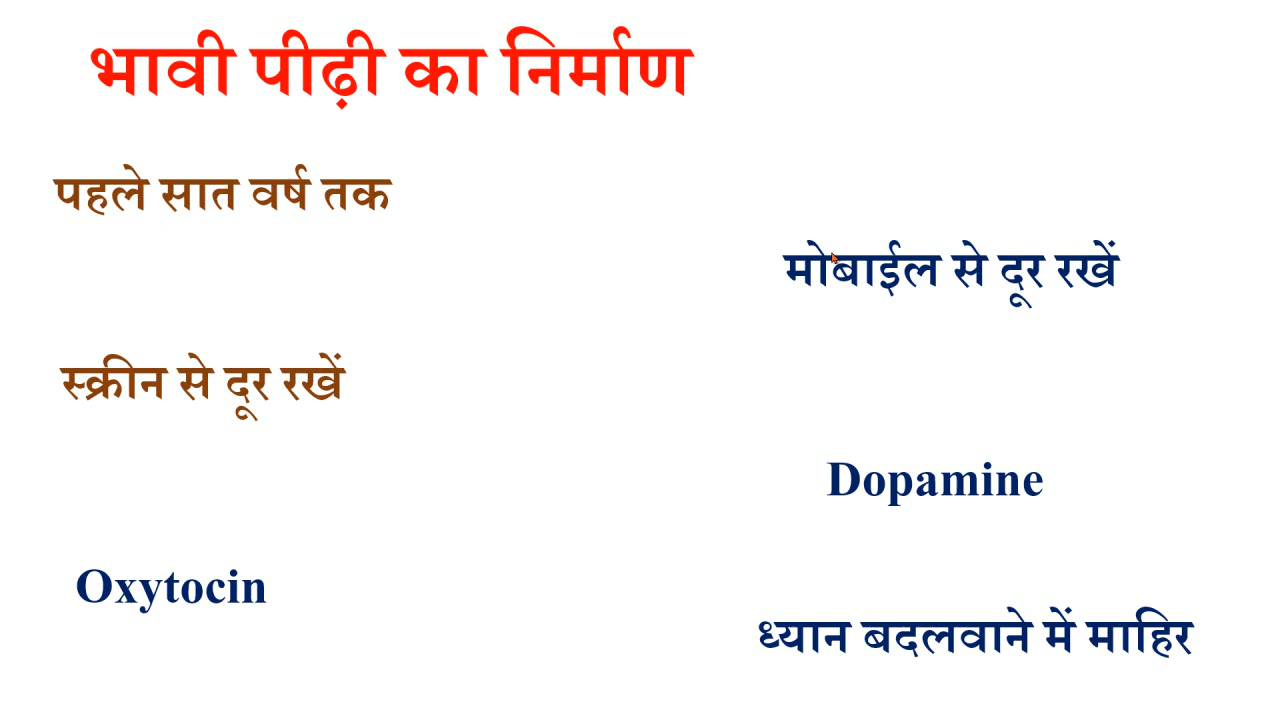 भावी पीढ़ी का निर्माण
पहले सात वर्ष तक
मोबाईल से दूर रखें
स्क्रीन से दूर रखें
Dopamine
Oxytocin
ध्यान बदलवाने में माहिर